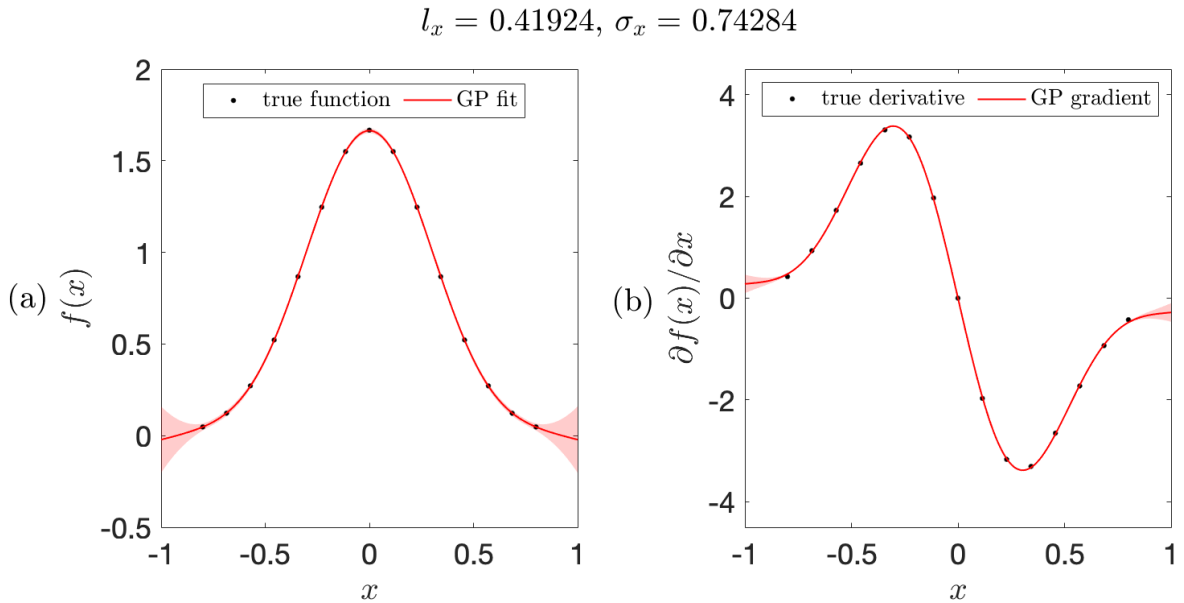 l_x = 0.41924, σ_x = 0.74284
(a)
f(x)
2
1.5
1
0.5
0
-0.5
true function
GP fit
-1
-0.5
0
0.5
1
x
(b)
∂f(x)/∂x
4
2
0
-2
-4
true derivative
GP gradient
-1
-0.5
0
0.5
1
x